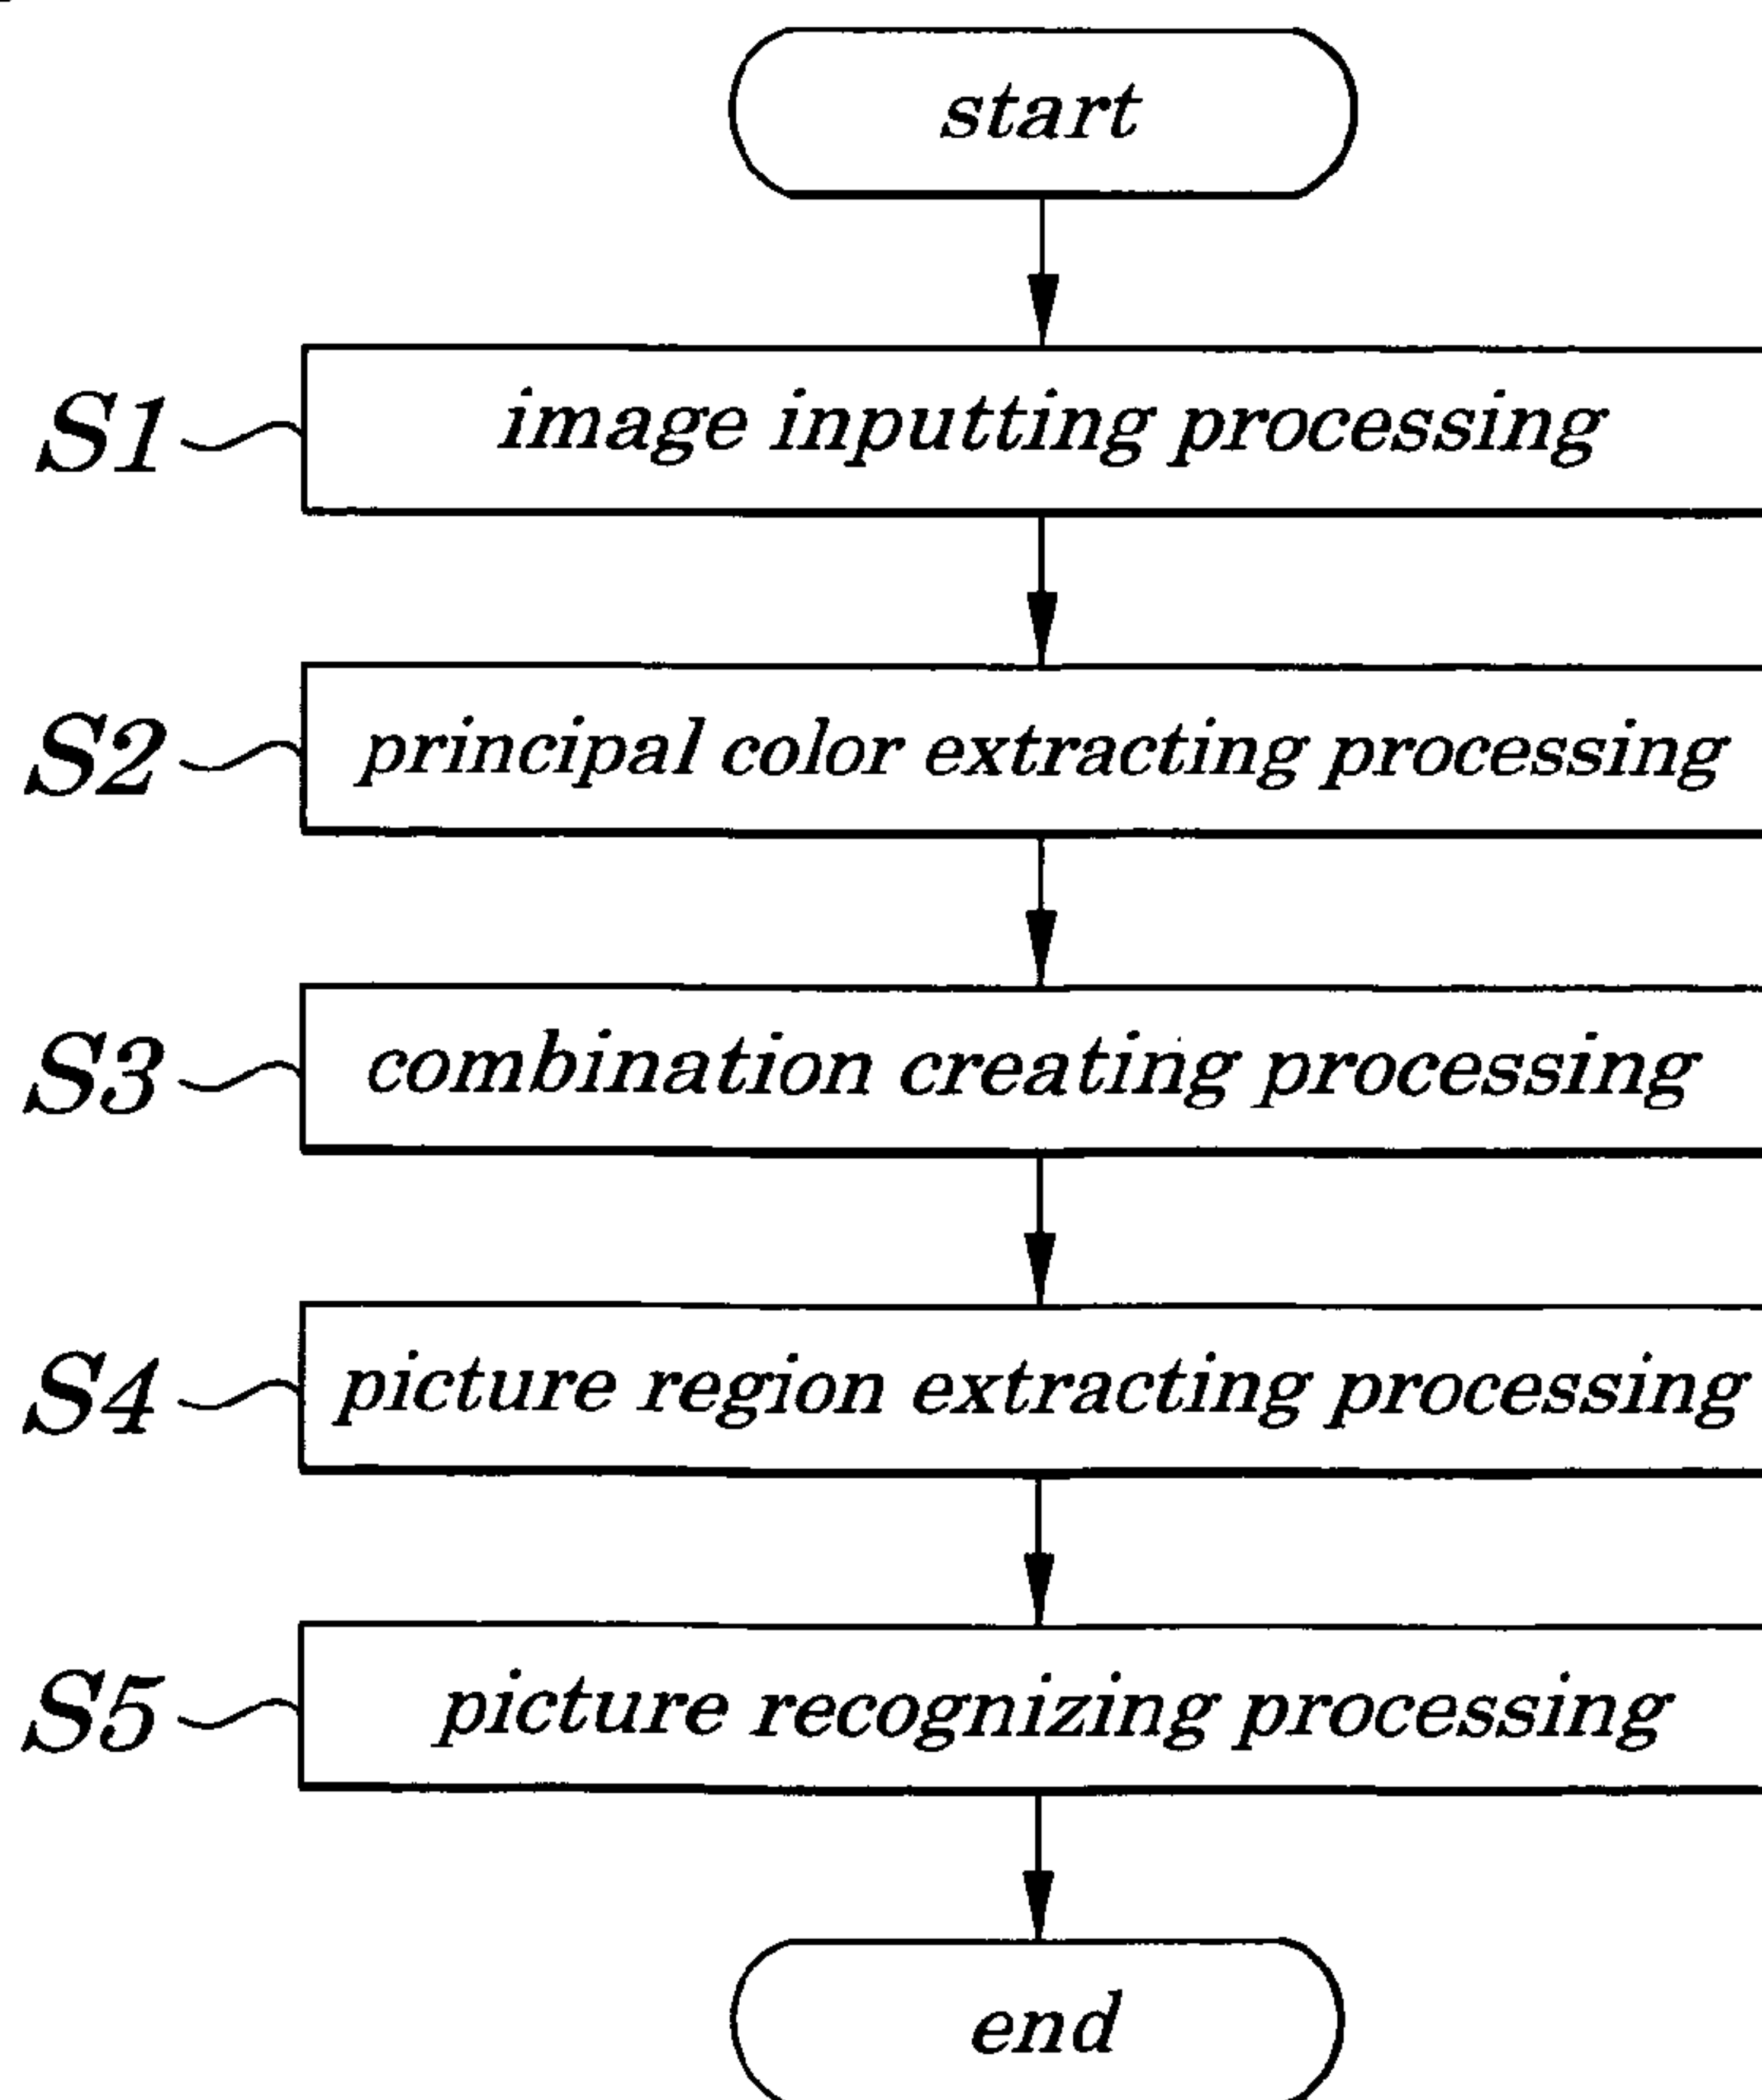 start
S1 image inputting processing
S2 principal color extracting processing
S3 combination creating processing
S4 picture region extracting processing
S5 picture recognizing processing
end